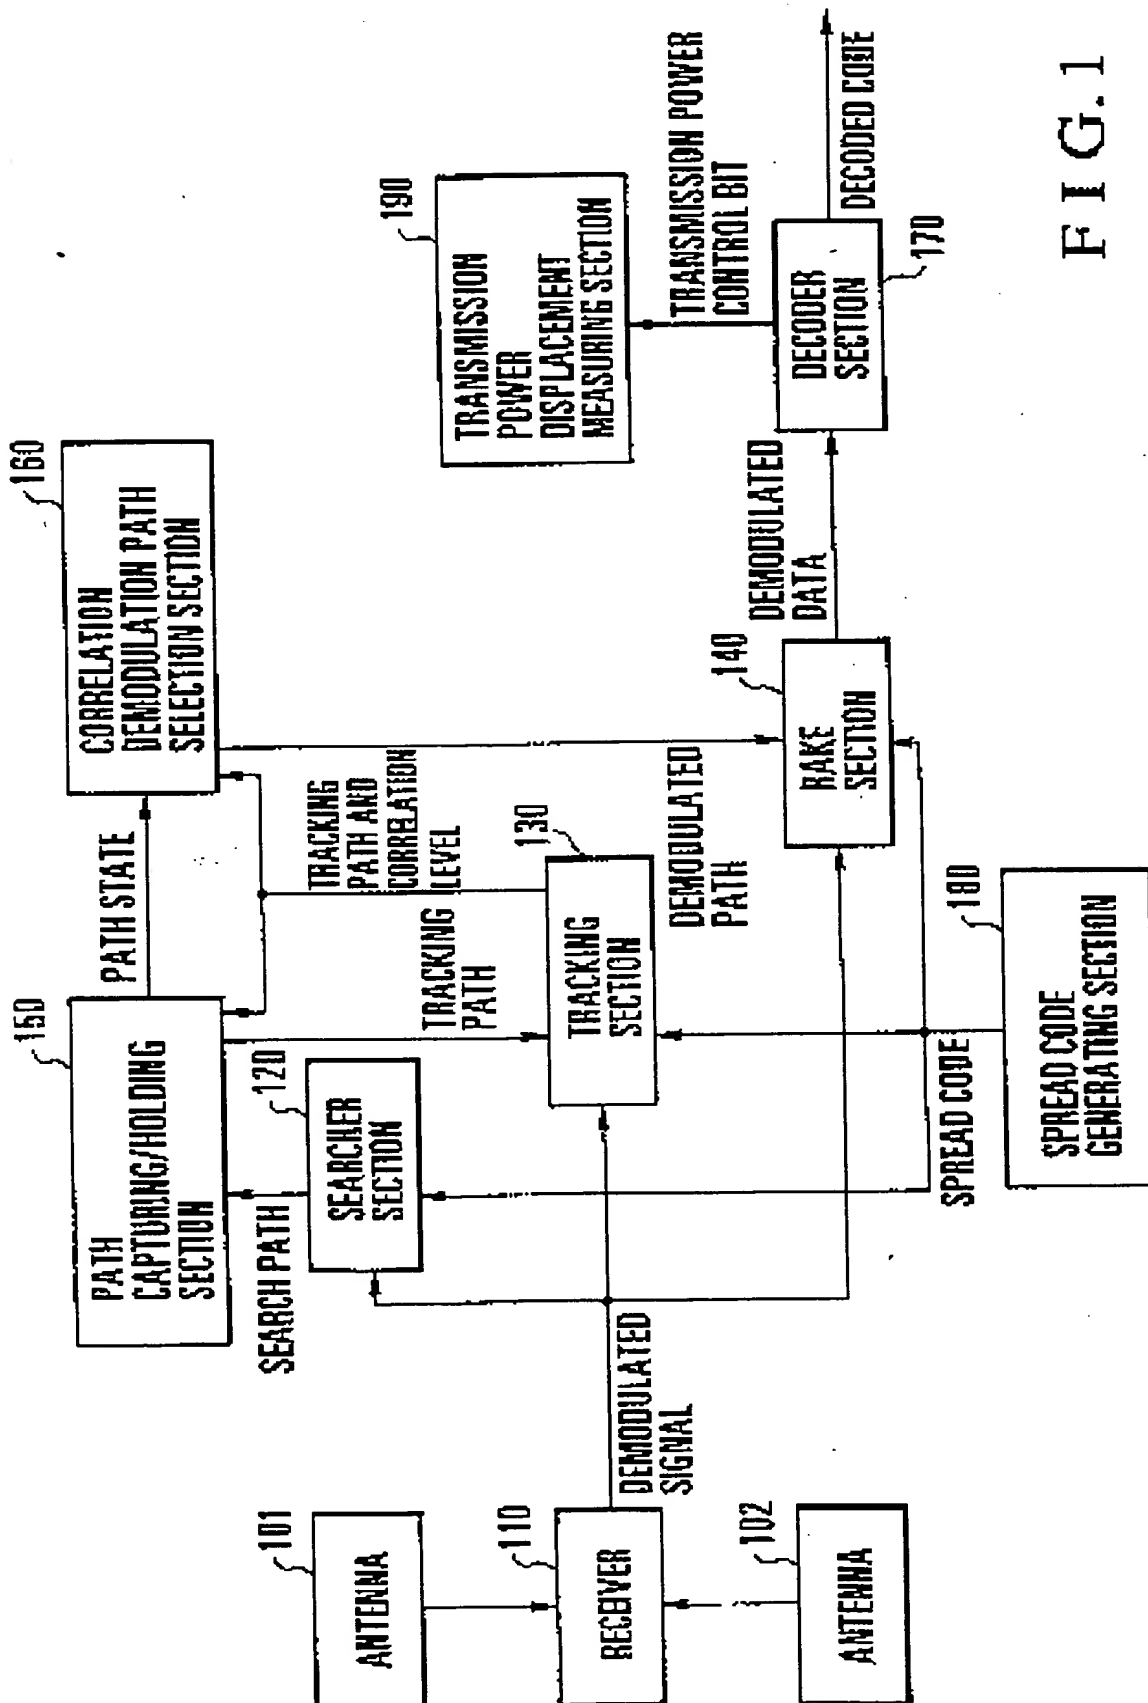 101
ANTENNA
110
RECEIVER
102
ANTENNA
DEMODULATED
SIGNAL
150
PATH
CAPTURING/HOLDING
SECTION
SEARCH PATH
120
SEARCHER
SECTION
TRACKING
PATH
130
TRACKING
SECTION
TRACKING
PATH AND
CORRELATION
LEVEL
PATH STATE
160
CORRELATION
DEMODULATION PATH
SELECTION SECTION
DEMODULATED
PATH
SPREAD CODE
180
SPREAD CODE
GENERATING SECTION
140
RAKE
SECTION
DEMODULATED
DATA
190
TRANSMISSION
POWER
DISPLACEMENT
MEASURING SECTION
TRANSMISSION POWER
CONTROL BIT
DECODER
SECTION
170
DECODED CODE
FIG. 1